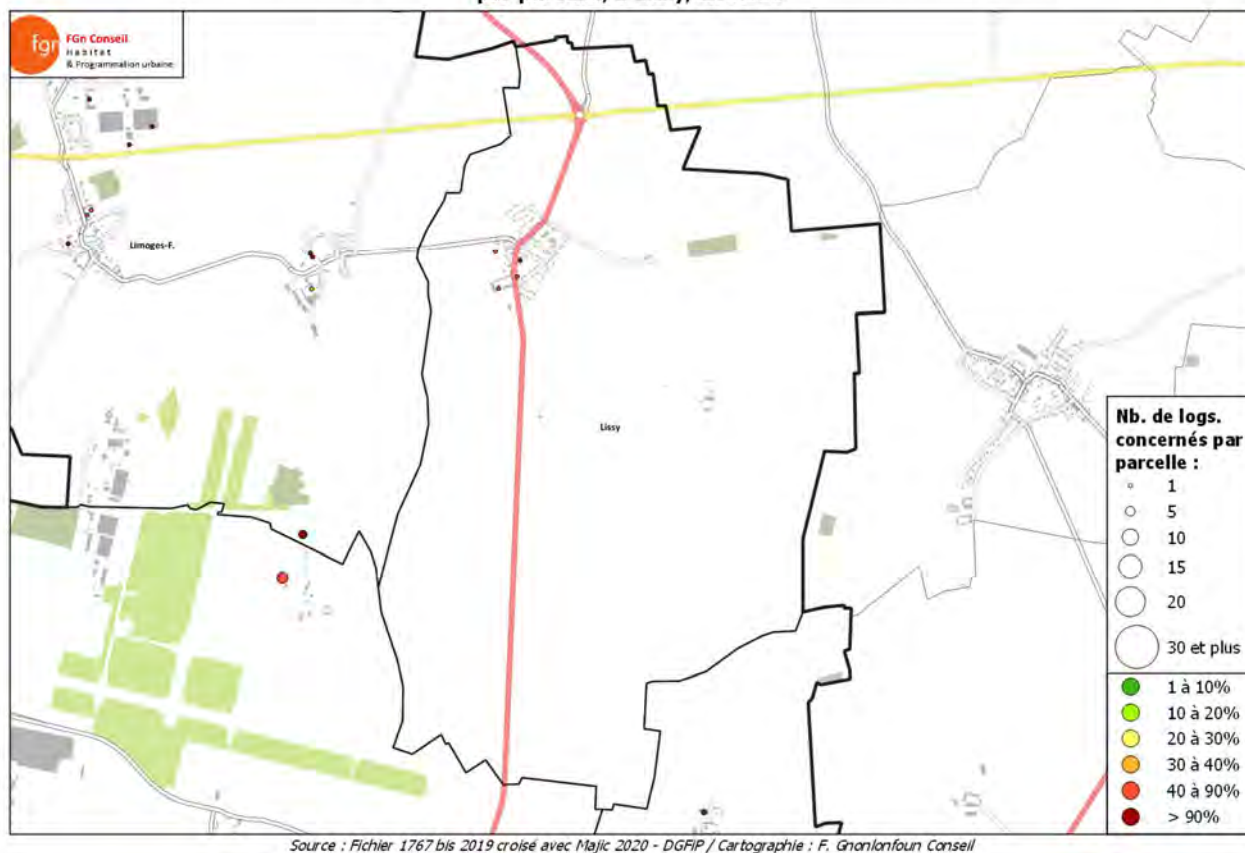 fgn
FGn Conseil
Habitat
& Programmation urbaine
Limoges-F.
Lissy
Nb. de logs.
concernés par
parcelle :
1
5
10
15
20
30 et plus
1 à 10%
10 à 20%
20 à 30%
30 à 40%
40 à 90%
> 90%
Source : Fichier 1767 bis 2019 croisé avec Majic 2020 - DGFiP / Cartographie : F. Gnonlonfoun Conseil